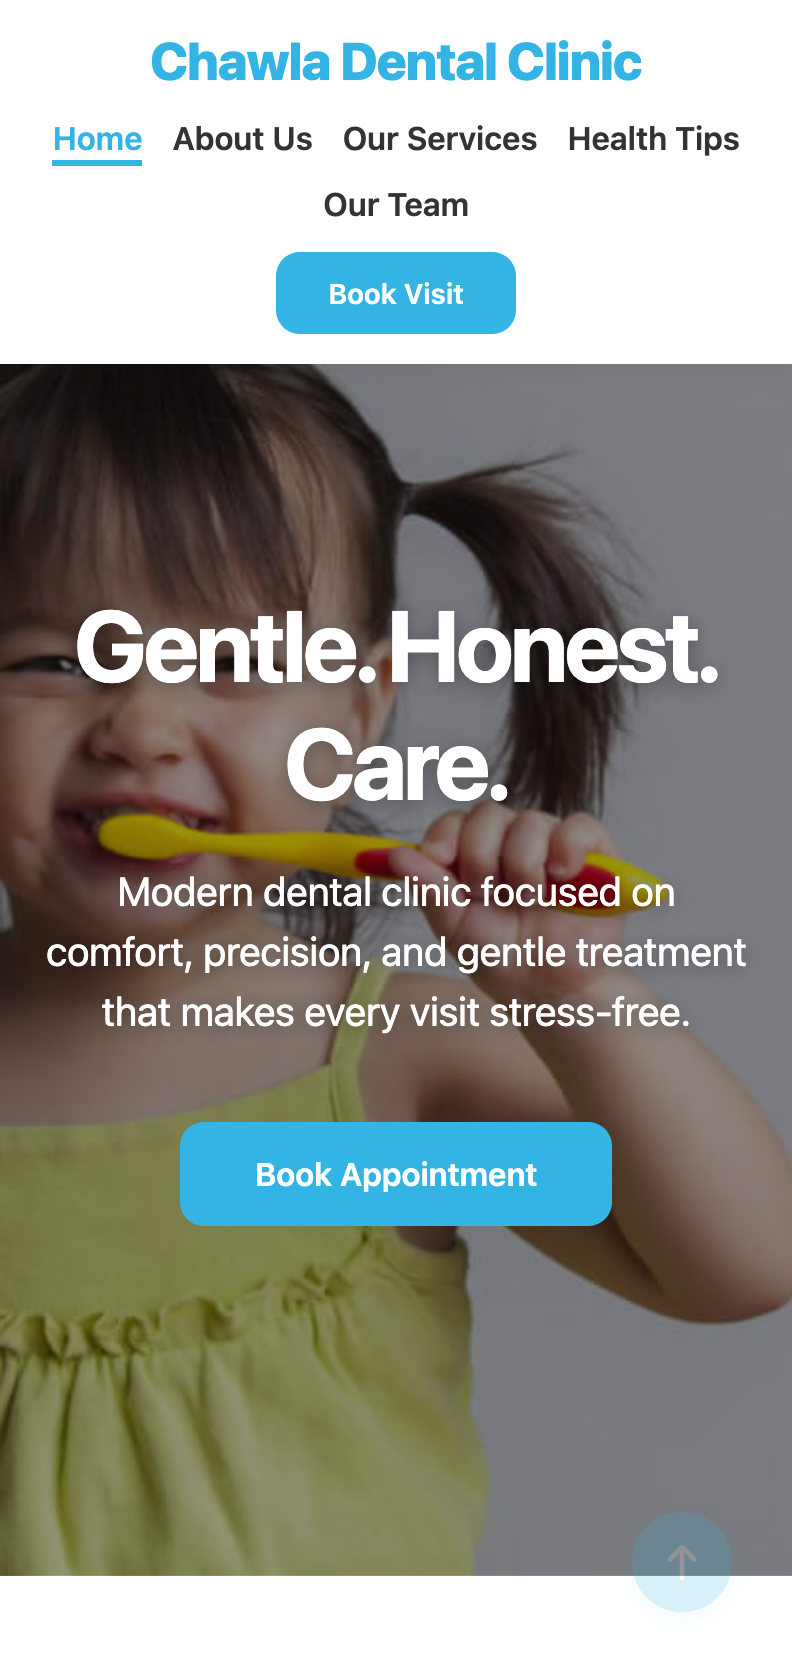 Chawla Dental Clinic
Home About Us Our Services Health Tips
Our Team
Book Visit
Gentle. Honest.
Care.
Modern dental clinic focused on
comfort, precision, and gentle treatment
that makes every visit stress-free.
Book Appointment